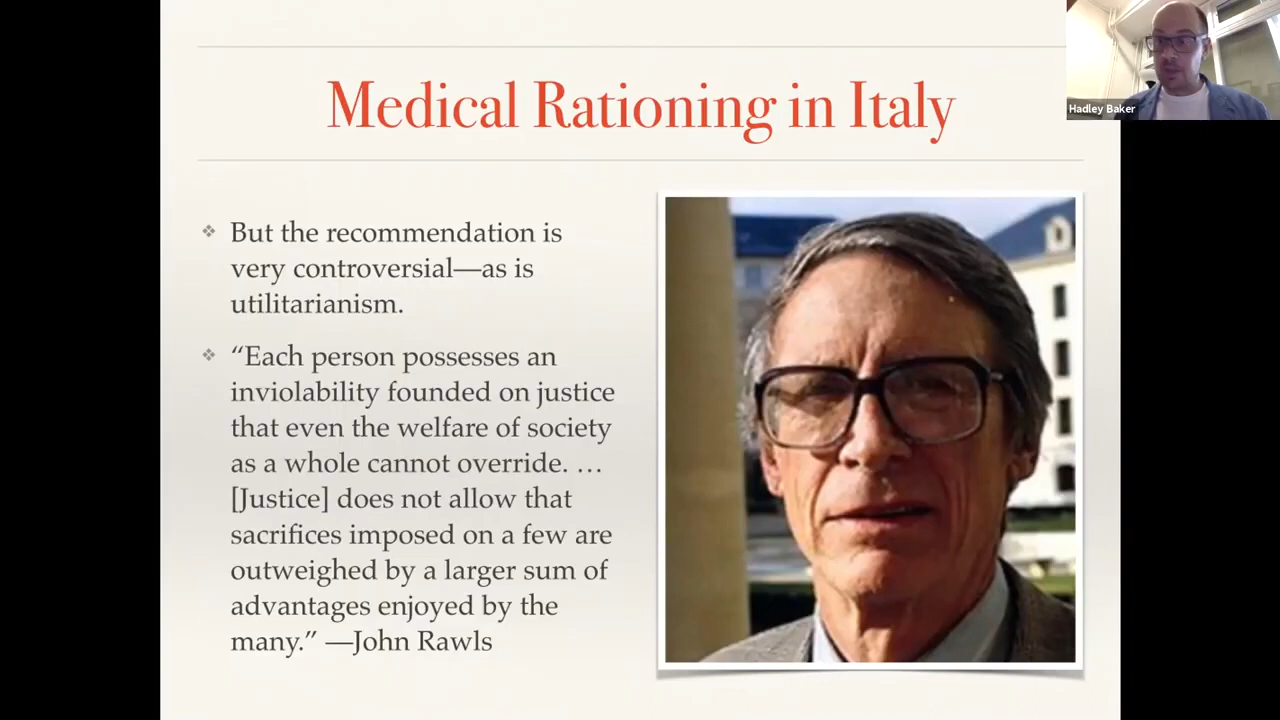 Medical Rationing in Italy
Hadley Baker
But the recommendation is
very controversial—as is
utilitarianism.
“Each person possesses an
inviolability founded on justice
that even the welfare of society
as a whole cannot override. …
[Justice] does not allow that
sacrifices imposed on a few are
outweighed by a larger sum of
advantages enjoyed by the
many.” —John Rawls